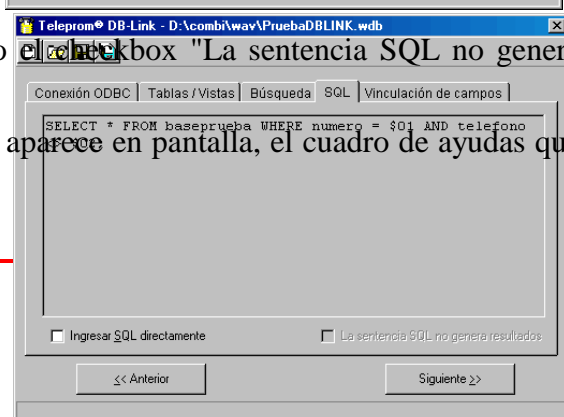 Teleprom® DB-Link - D:\combi\wav\PruebaDBLINK.wdb
o el checkbox "La sentencia SQL no gener
Conexión ODBC Tablas / Vistas Búsqueda SQL Vinculación de campos
SELECT * FROM baseprueba WHERE numero = $01 AND telefono
aparece en pantalla, el cuadro de ayudas qu
Ingresar SQL directamente La sentencia SQL no genera resultados
<< Anterior Siguiente >>